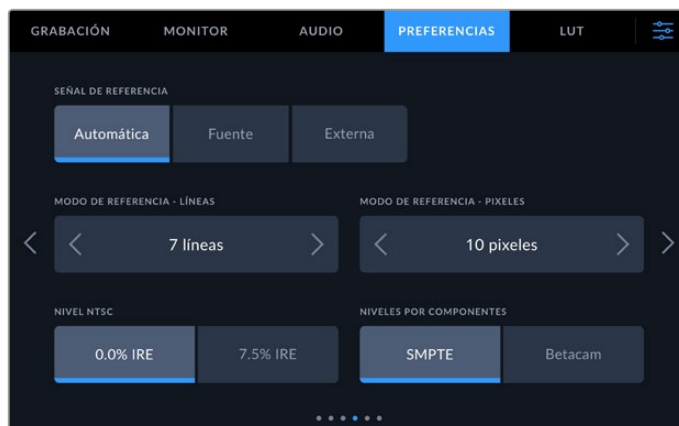 GRABACIÓN MONITOR AUDIO PREFERENCIAS LUT
SEÑAL DE REFERENCIA
Automática Fuente Externa
MODO DE REFERENCIA - LÍNEAS MODO DE REFERENCIA - PIXELES
7 líneas 10 pixeles
NIVEL NTSC NIVELES POR COMPONENTES
0.0% IRE 7.5% IRE SMPTE Betacam